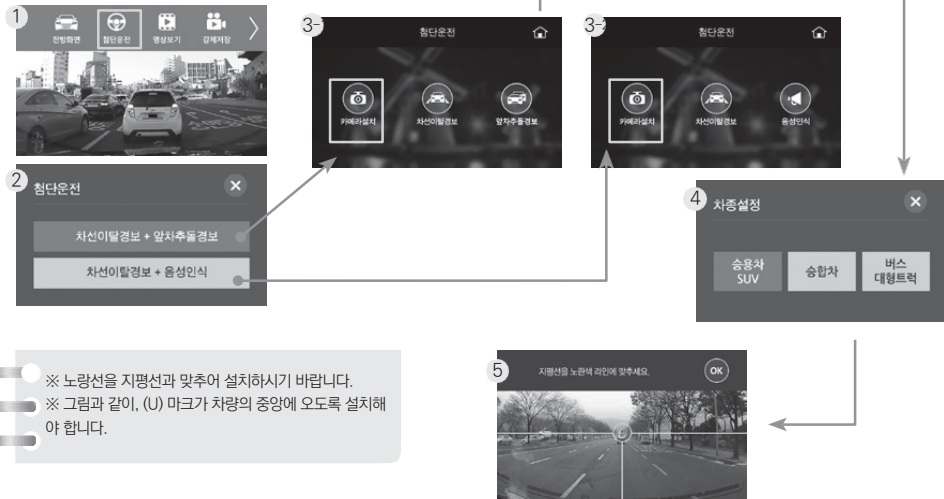 1
전방화면 첨단운전 영상보기 강제저장
2
첨단운전
차선이탈경보 + 앞차추돌경보
차선이탈경보 + 음성인식
3-
첨단운전
카메라설치 차선이탈경보 앞차추돌경보
3-
첨단운전
카메라설치 차선이탈경보 음성인식
4
차종설정
승용차
SUV
승합차
버스
대형트럭
※ 노랑선을 지평선과 맞추어 설치하시기 바랍니다.
※ 그림과 같이, (U) 마크가 차량의 중앙에 오도록 설치해
야 합니다.
5
지평선을 노란색 라인에 맞추세요.
OK